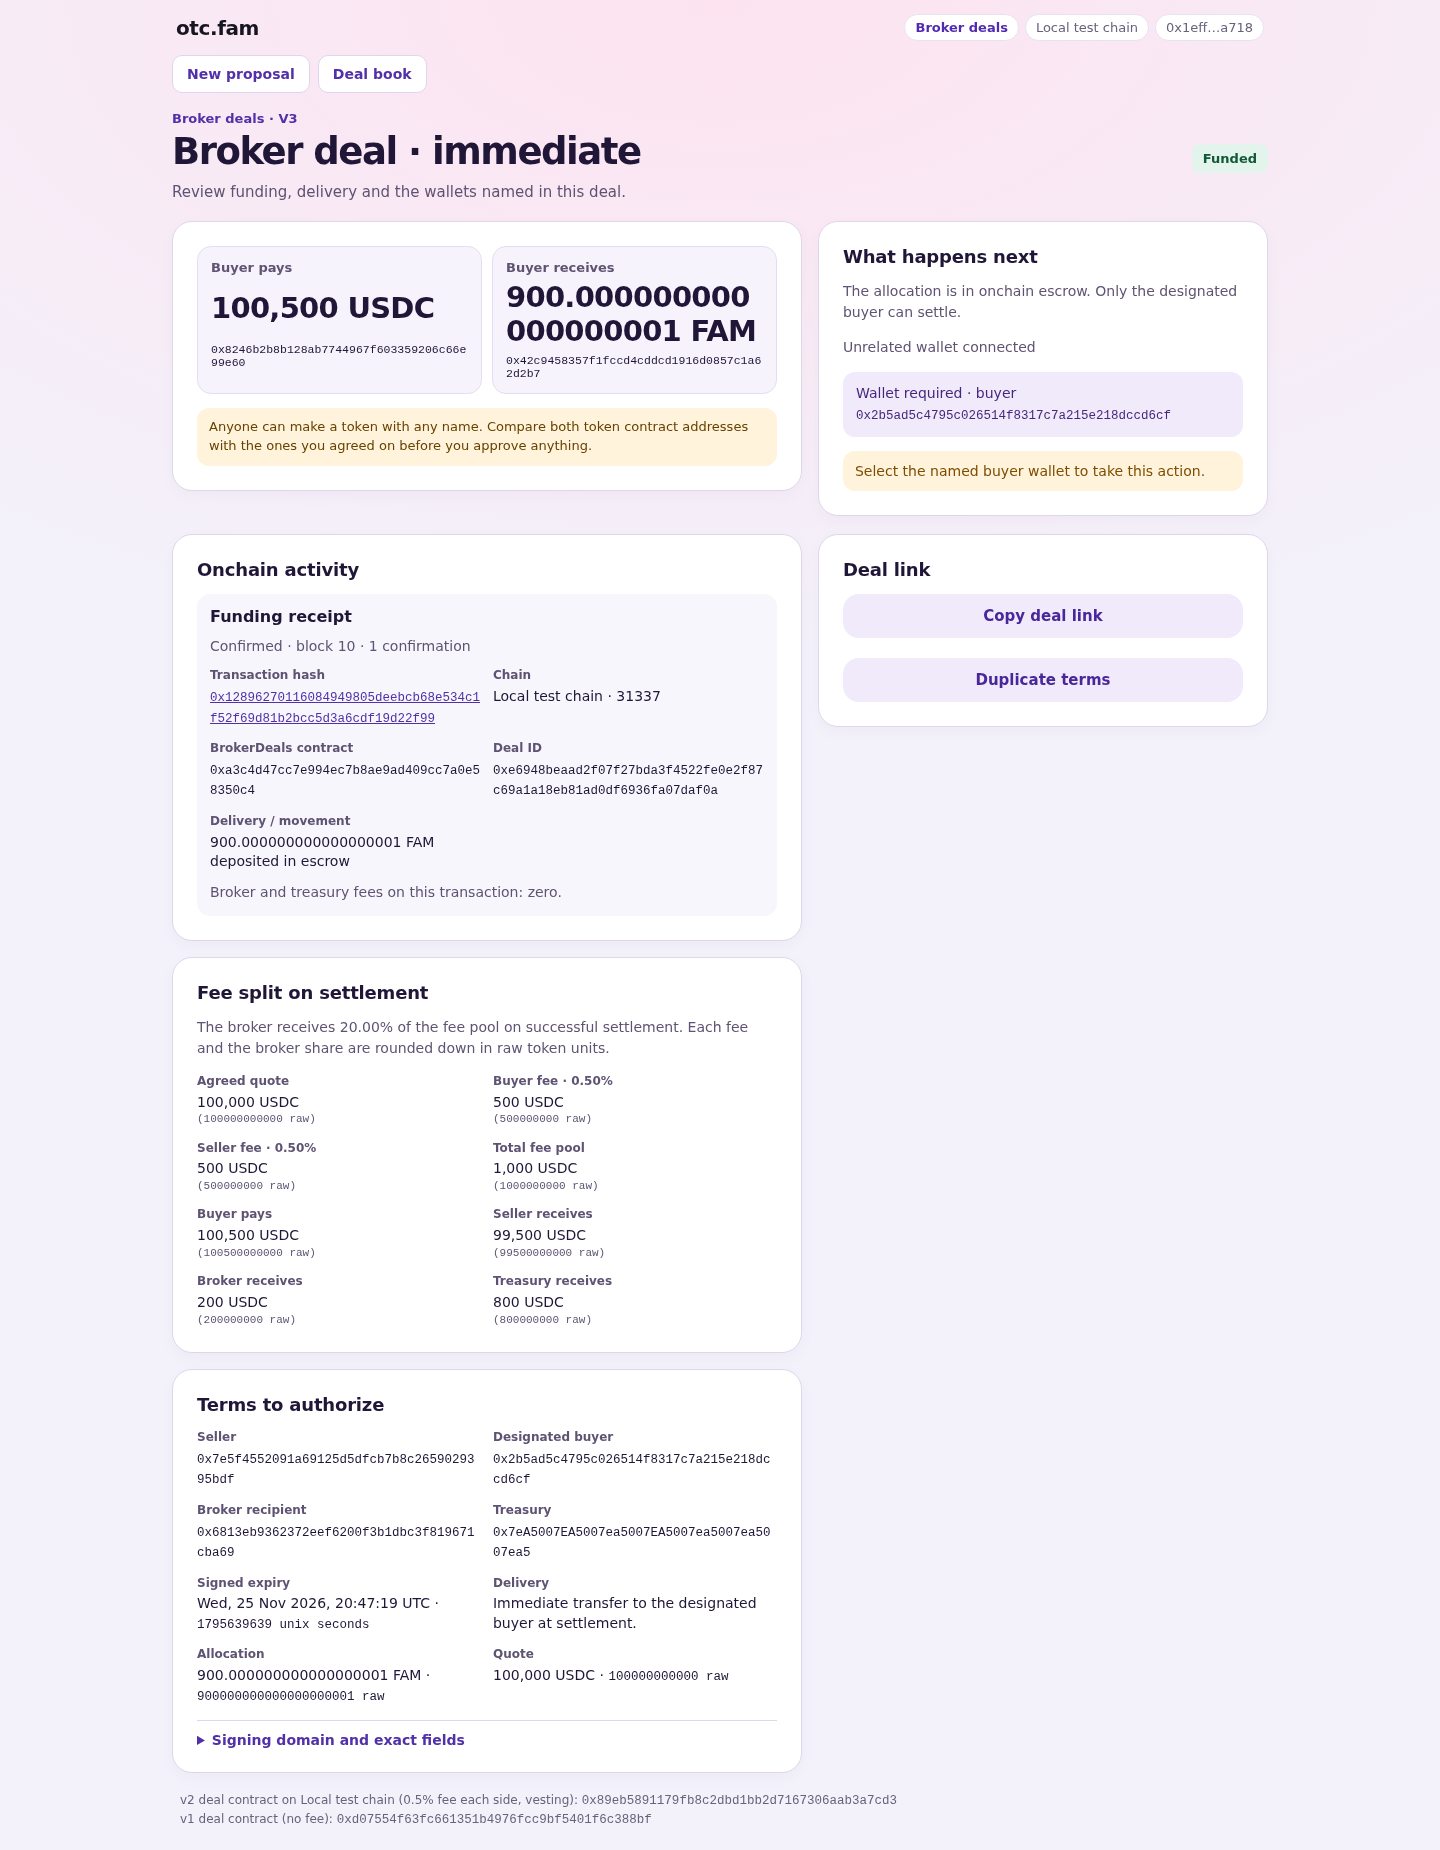 otc.fam
Broker deals
Local test chain
0x1eff…a718
New proposal
Deal book
Broker deals · V3
Broker deal · immediate
Funded
Review funding, delivery and the wallets named in this deal.
Buyer pays
100,500 USDC
0x8246b2b8b128ab7744967f603359206c66e
99e60
Buyer receives
900.000000000
000000001 FAM
0x42c9458357f1fccd4cddcd1916d0857c1a6
2d2b7
Anyone can make a token with any name. Compare both token contract addresses
with the ones you agreed on before you approve anything.
What happens next
The allocation is in onchain escrow. Only the designated
buyer can settle.
Unrelated wallet connected
Wallet required · buyer
0x2b5ad5c4795c026514f8317c7a215e218dccd6cf
Select the named buyer wallet to take this action.
Onchain activity
Funding receipt
Confirmed · block 10 · 1 confirmation
Transaction hash
0x12896270116084949805deebcb68e534c1
f52f69d81b2bcc5d3a6cdf19d22f99
Chain
Local test chain · 31337
BrokerDeals contract
0xa3c4d47cc7e994ec7b8ae9ad409cc7a0e5
8350c4
Deal ID
0xe6948beaad2f07f27bda3f4522fe0e2f87
c69a1a18eb81ad0df6936fa07daf0a
Delivery / movement
900.000000000000000001 FAM
deposited in escrow
Broker and treasury fees on this transaction: zero.
Deal link
Copy deal link
Duplicate terms
Fee split on settlement
The broker receives 20.00% of the fee pool on successful settlement. Each fee
and the broker share are rounded down in raw token units.
Agreed quote
100,000 USDC
(100000000000 raw)
Buyer fee · 0.50%
500 USDC
(500000000 raw)
Seller fee · 0.50%
500 USDC
(500000000 raw)
Total fee pool
1,000 USDC
(1000000000 raw)
Buyer pays
100,500 USDC
(100500000000 raw)
Seller receives
99,500 USDC
(99500000000 raw)
Broker receives
200 USDC
(200000000 raw)
Treasury receives
800 USDC
(800000000 raw)
Terms to authorize
Seller
0x7e5f4552091a69125d5dfcb7b8c26590293
95bdf
Designated buyer
0x2b5ad5c4795c026514f8317c7a215e218dc
cd6cf
Broker recipient
0x6813eb9362372eef6200f3b1dbc3f819671
cba69
Treasury
0x7eA5007EA5007ea5007EA5007ea5007ea50
07ea5
Signed expiry
Wed, 25 Nov 2026, 20:47:19 UTC ·
1795639639 unix seconds
Delivery
Immediate transfer to the designated
buyer at settlement.
Allocation
900.000000000000000001 FAM ·
900000000000000000001 raw
Quote
100,000 USDC · 100000000000 raw
Signing domain and exact fields
v2 deal contract on Local test chain (0.5% fee each side, vesting): 0x89eb5891179fb8c2dbd1bb2d7167306aab3a7cd3
v1 deal contract (no fee): 0xd07554f63fc661351b4976fcc9bf5401f6c388bf